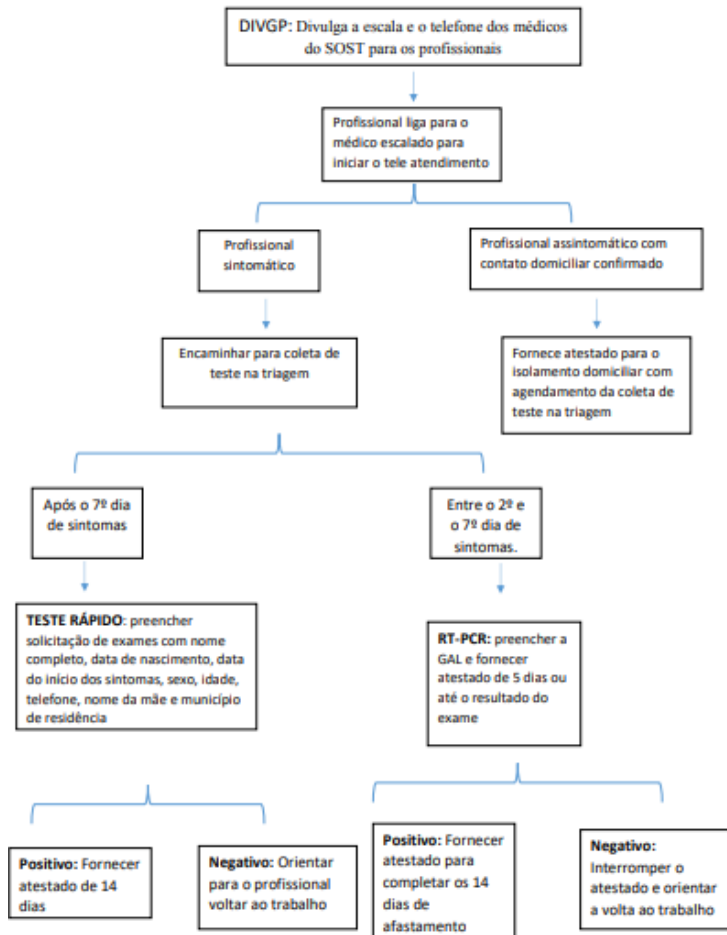 DIVGP: Divulga a escala e o telefone dos médicos
do SOST para os profissionais
Profissional liga para o
médico escalado para
iniciar o tele atendimento
Profissional
sintomático
Profissional assintomático com
contato domiciliar confirmado
Encaminhar para coleta de
teste na triagem
Fornece atestado para o
isolamento domiciliar com
agendamento da coleta de
teste na triagem
Após o 7º dia
de sintomas
Entre o 2º e
o 7º dia de
sintomas.
TESTE RÁPIDO: preencher
solicitação de exames com nome
completo, data de nascimento, data
do início dos sintomas, sexo, idade,
telefone, nome da mãe e município
de residência
RT-PCR: preencher a
GAL e fornecer
atestado de 5 dias ou
até o resultado do
exame
Positivo: Fornecer
atestado de 14
dias
Negativo: Orientar
para o profissional
voltar ao trabalho
Positivo: Fornecer
atestado para
completar os 14
dias de
afastamento
Negativo:
Interromper o
atestado e orientar
a volta ao trabalho